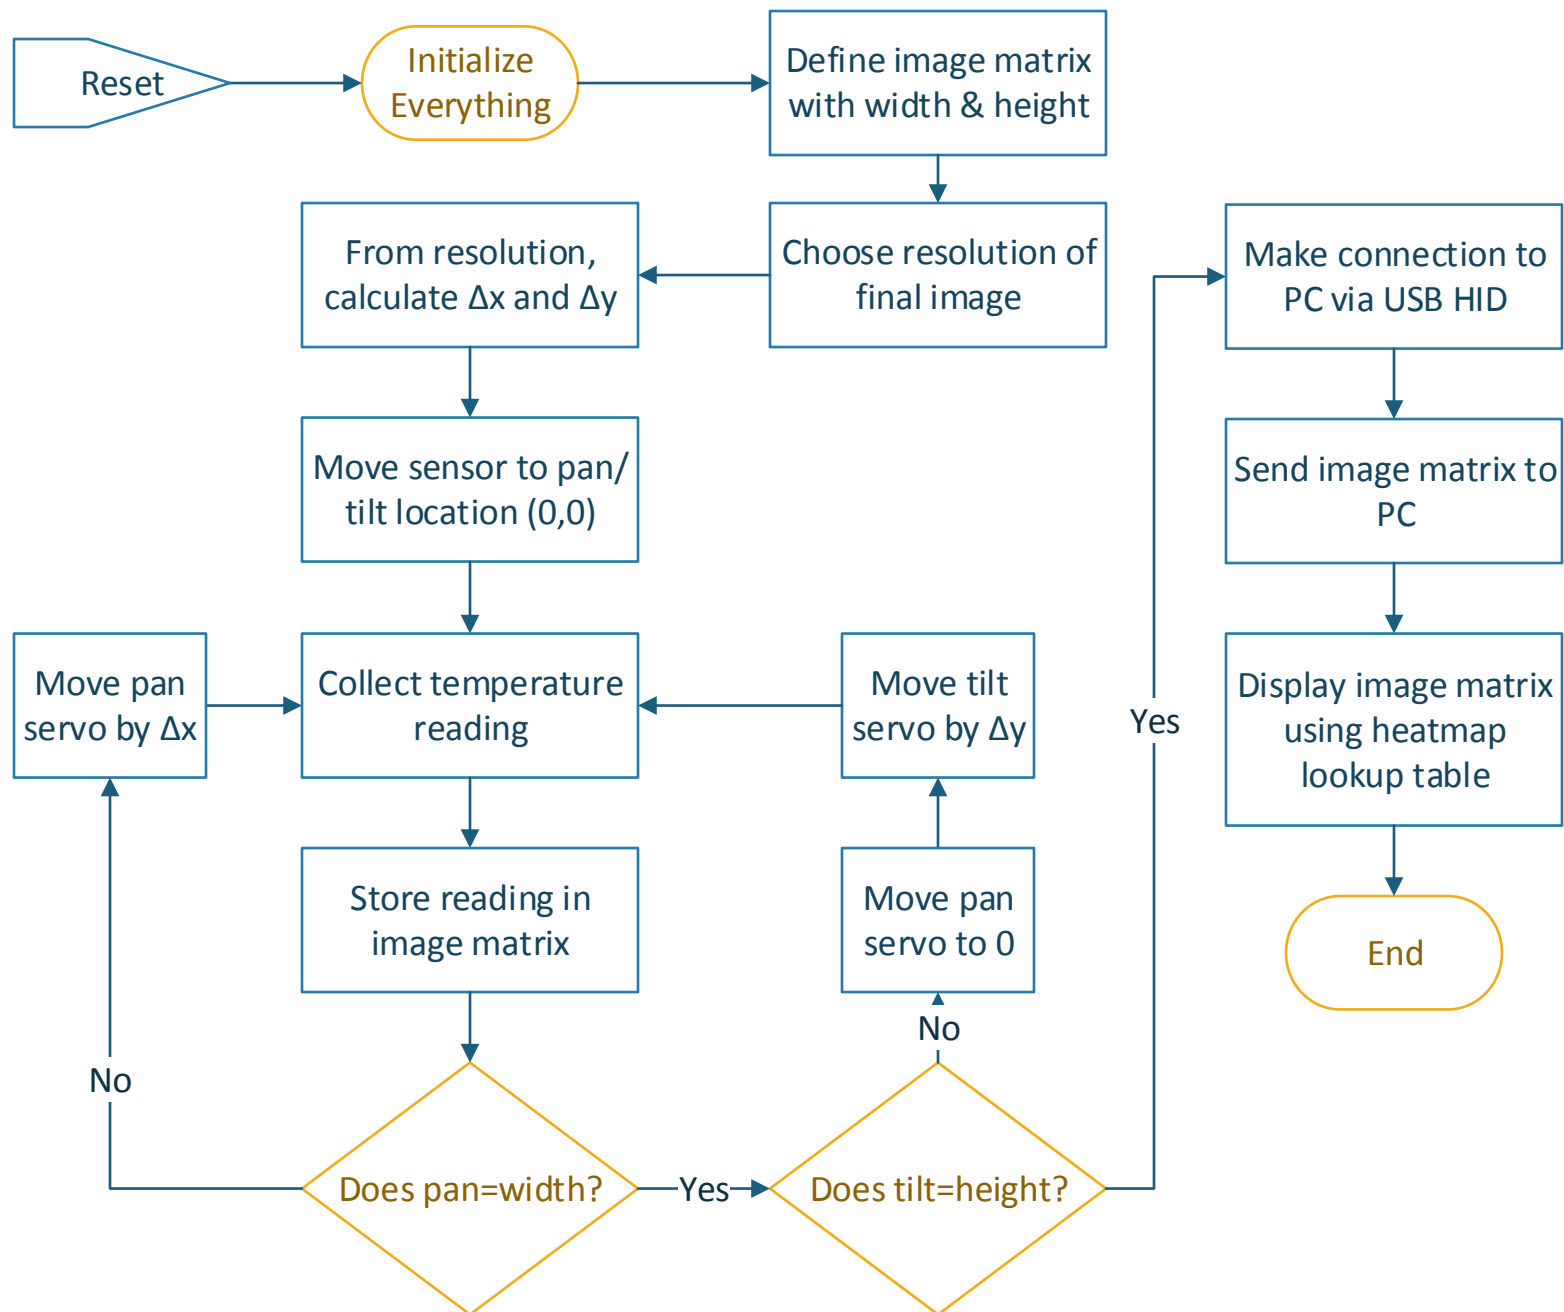 Reset
Initialize
Everything
Define image matrix
with width & height
From resolution,
calculate Δx and Δy
Choose resolution of
final image
Make connection to
PC via USB HID
Move sensor to pan/
tilt location (0,0)
Send image matrix to
PC
Move pan
servo by Δx
Collect temperature
reading
Move tilt
servo by Δy
Yes
Display image matrix
using heatmap
lookup table
Store reading in
image matrix
Move pan
servo to 0
End
No
No
Does pan=width?
Yes
Does tilt=height?